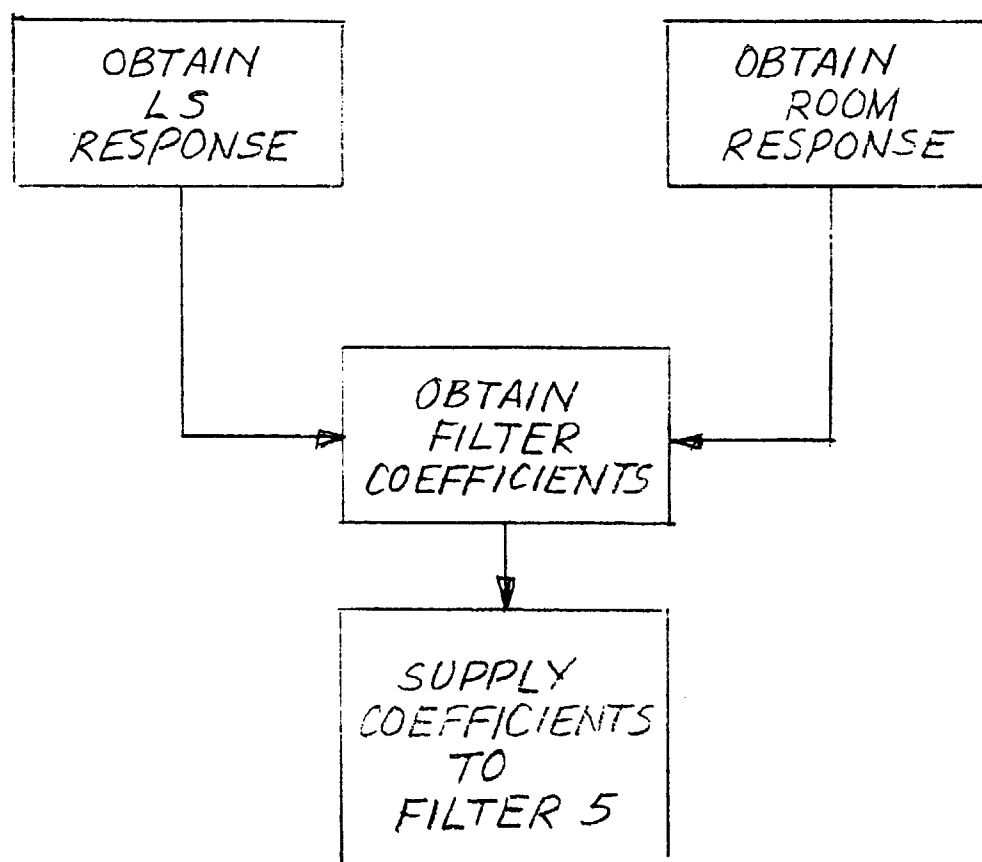 OBTAIN
LS
RESPONSE
OBTAIN
ROOM
RESPONSE
OBTAIN
FILTER
COEFFICIENTS
SUPPLY
COEFFICIENTS
TO
FILTER 5